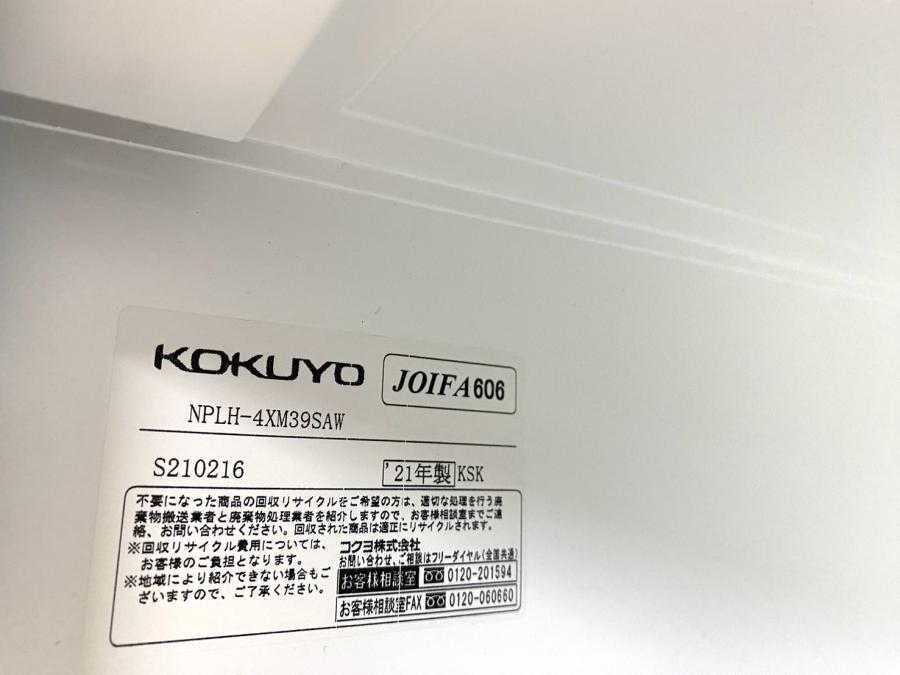 KOKUYO JOIFA606
NPLH-4XM39SAW
S210216 '21年製 KSK
不要になった商品の回収リサイクルをご希望の方は、適切な処理を行う廃
棄物搬送業者と廃棄物処理業者を紹介しますので、お客様相談室までご連
絡、お問い合わせください。回収された商品は適正にリサイクルされます。
※回収リサイクル費用については、
お客様のご負担となります。
※地域により紹介できない場合もご
ざいますので、ご了承ください。
コクヨ株式会社
お問い合わせ、ご相談はフリーダイヤル(全国共通)
お客様相談室 0120-201594
お客様相談室FAX 0120-060660